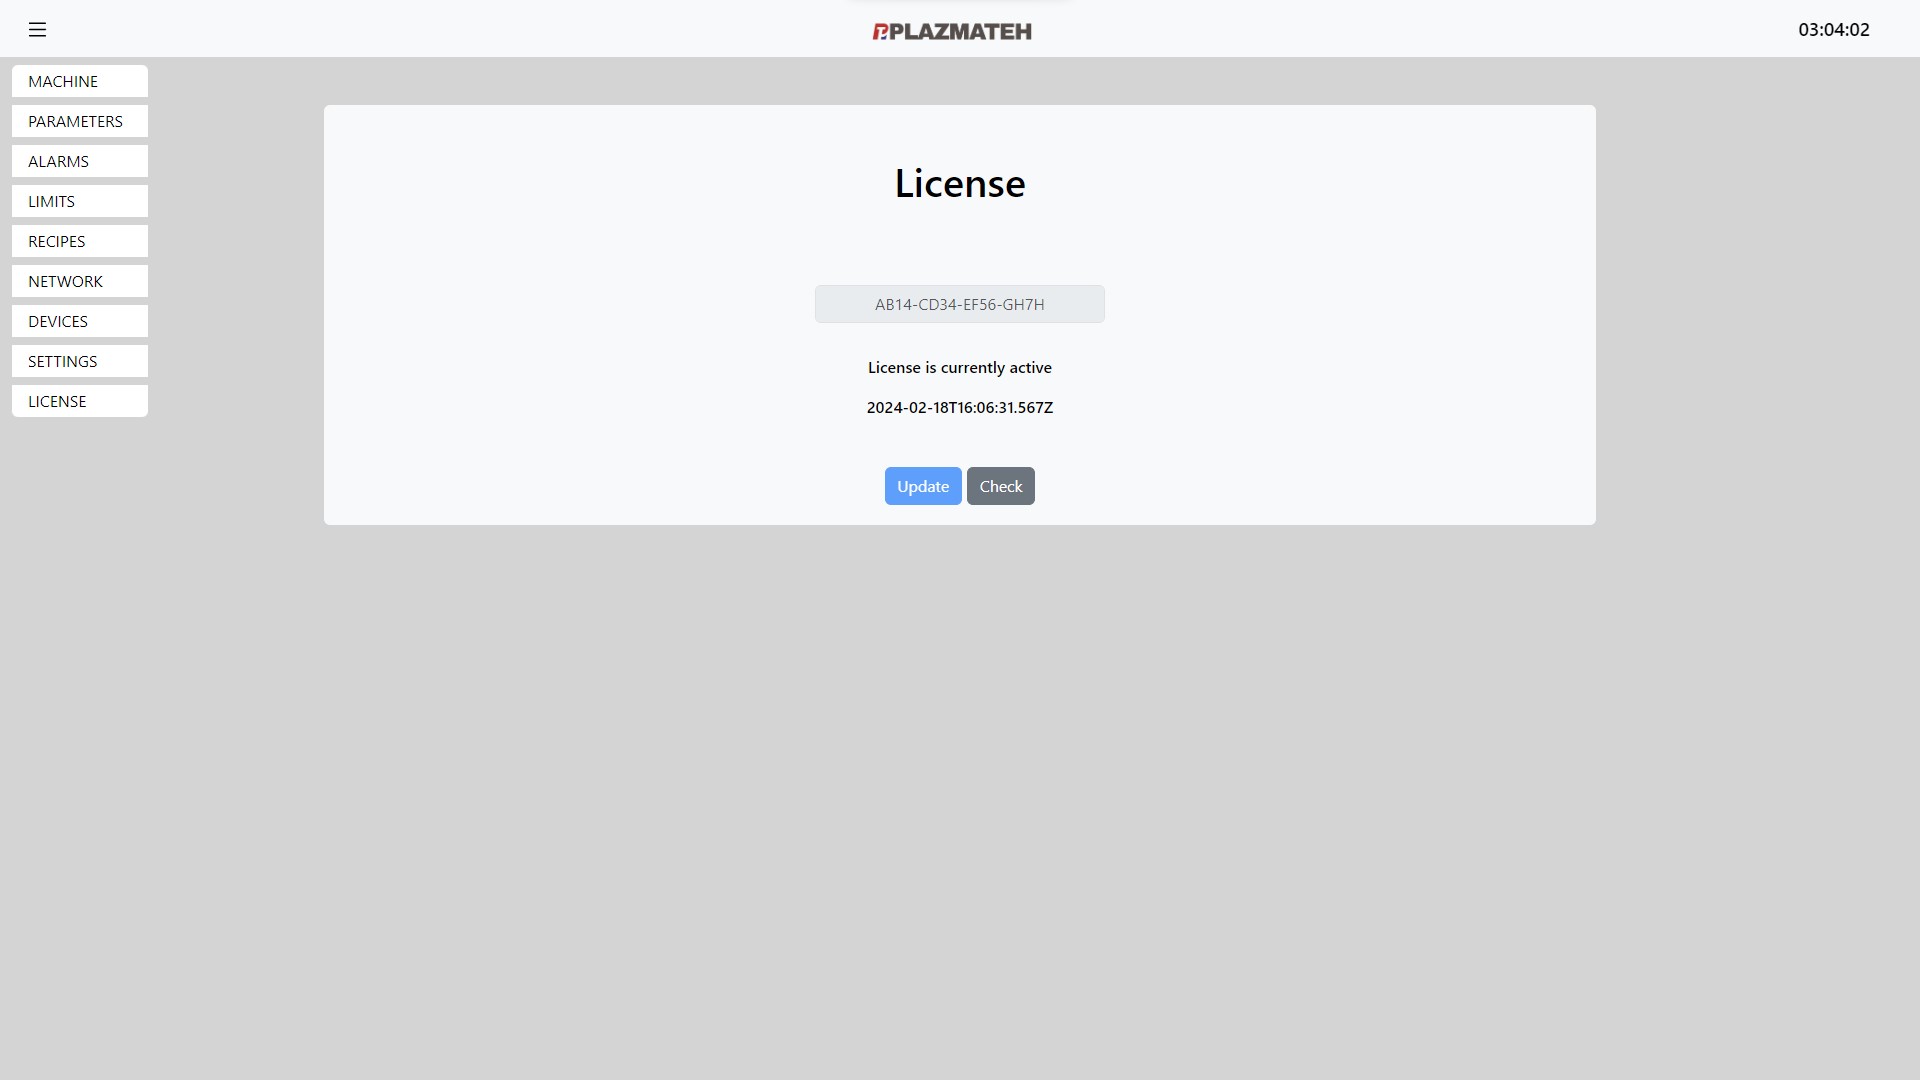 PLAZMATEH
03:04:02
MACHINE
PARAMETERS
ALARMS
LIMITS
RECIPES
NETWORK
DEVICES
SETTINGS
LICENSE
License
AB14-CD34-EF56-GH7H
License is currently active
2024-02-18T16:06:31.567Z
Update Check